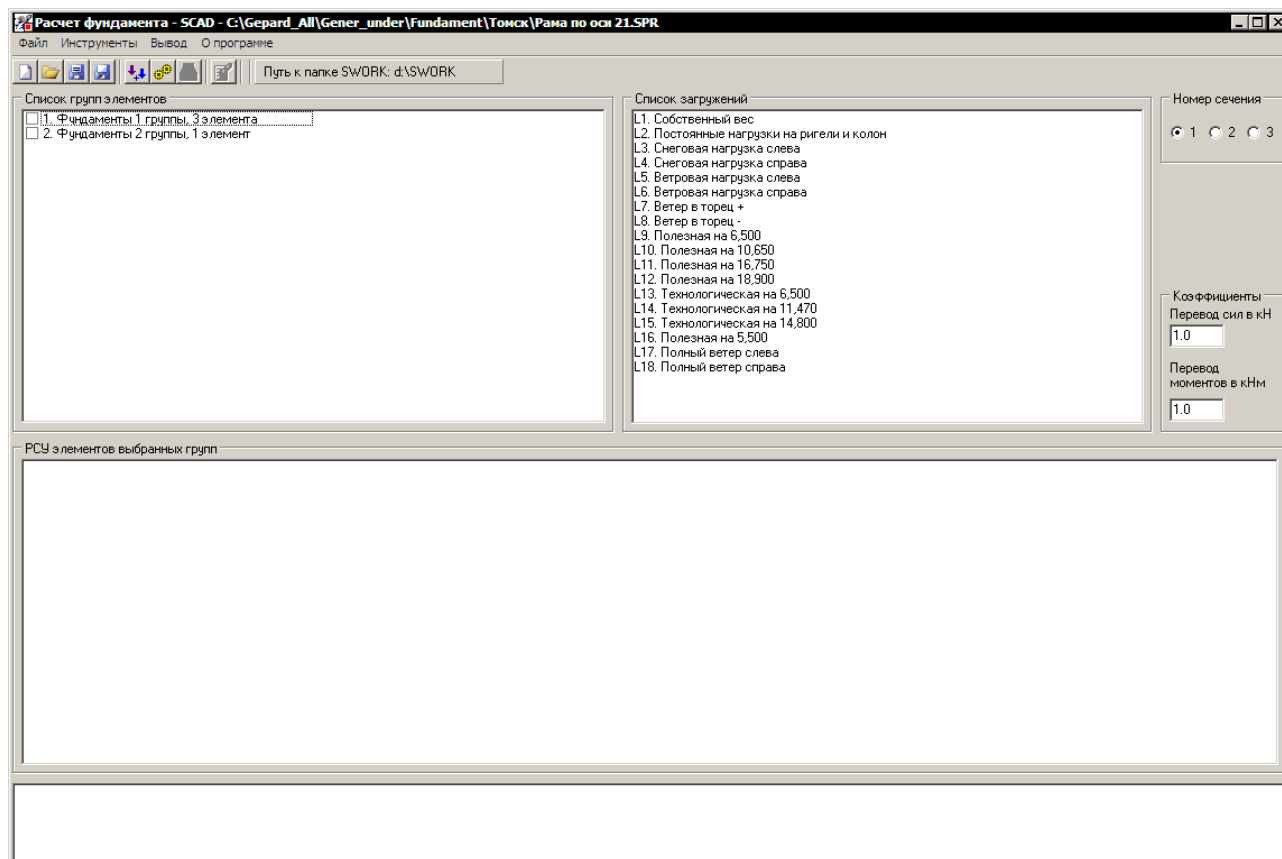 Расчет фундамента - SCAD - C:\Gepard_All\Gener_under\Fundament\Томск\Рама по оси 21.SPR
Файл Инструменты Вывод О программе
Путь к папке SWORK: d:\SWORK
Список групп элементов
1. Фундаменты 1 группы, 3 элемента
2. Фундаменты 2 группы, 1 элемент
Список загружений
L1. Собственный вес
L2. Постоянные нагрузки на ригели и колон
L3. Снеговая нагрузка слева
L4. Снеговая нагрузка справа
L5. Ветровая нагрузка слева
L6. Ветровая нагрузка справа
L7. Ветер в торец +
L8. Ветер в торец -
L9. Полезная на 6,500
L10. Полезная на 10,650
L11. Полезная на 16,750
L12. Полезная на 18,900
L13. Технологическая на 6,500
L14. Технологическая на 11,470
L15. Технологическая на 14,800
L16. Полезная на 5,500
L17. Полный ветер слева
L18. Полный ветер справа
Номер сечения
1 2 3
Коэффициенты
Перевод сил в кН
1.0
Перевод
моментов в кНм
1.0
РСУ элементов выбранных групп